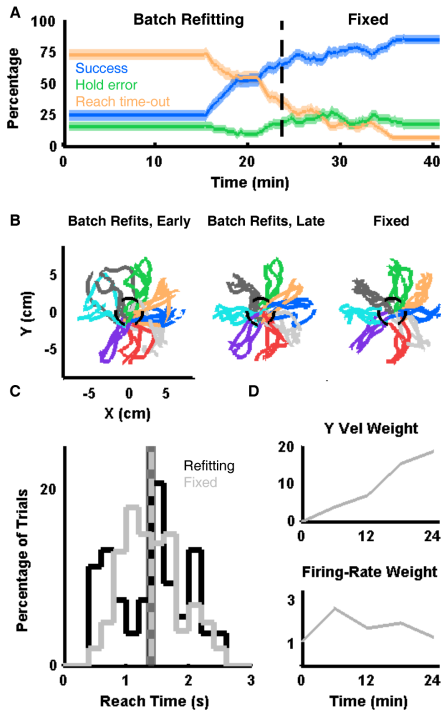 A
Batch Refitting Fixed
Percentage
100
75
50
25
0
Success
Hold error
Reach time-out
0 10 20 30 40
Time (min)
B
Batch Refits, Early Batch Refits, Late Fixed
Y (cm)
5
0
-5
-5 0 5
X (cm)
C
Percentage of Trials
20
0
Refitting
Fixed
0 1 2 3
Reach Time (s)
D
Y Vel Weight
20
10
0
0 12 24
Firing-Rate Weight
3
1
0 12 24
Time (min)